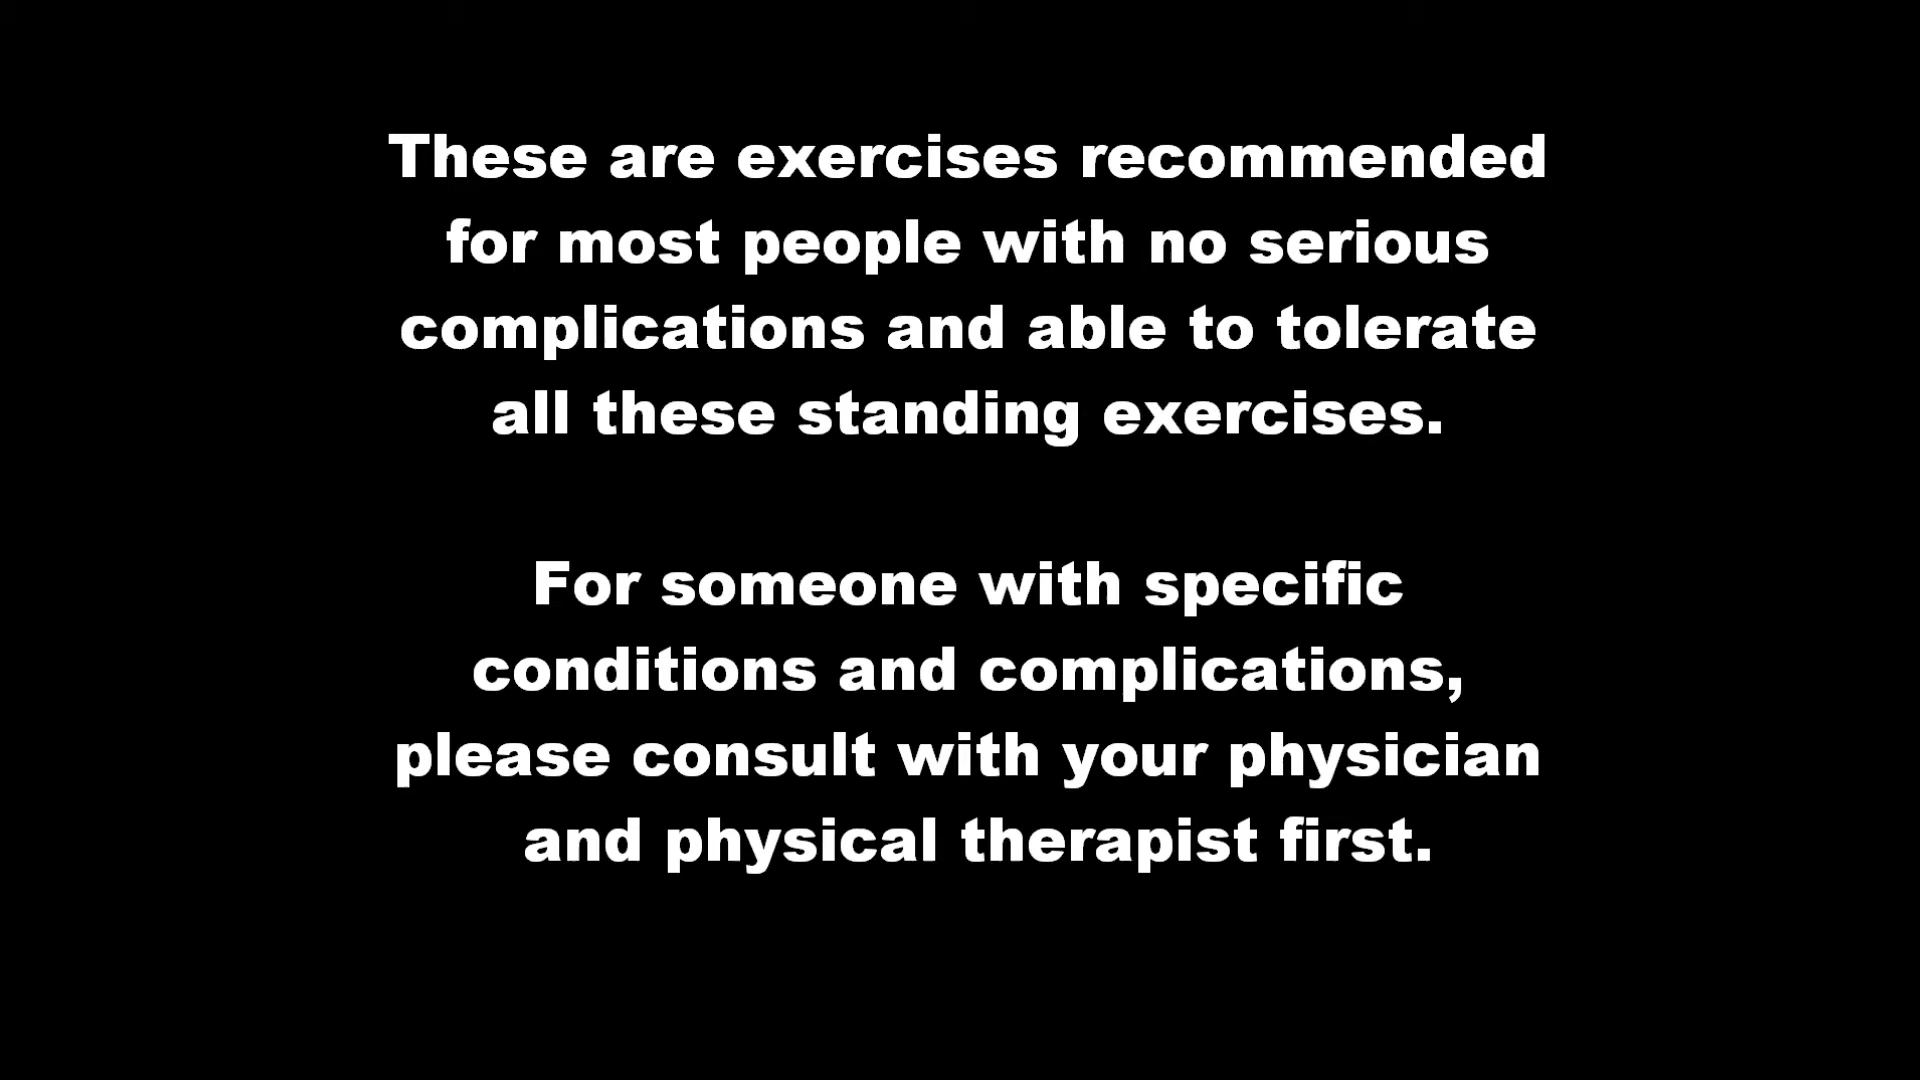 These are exercises recommended
for most people with no serious
complications and able to tolerate
all these standing exercises.
For someone with specific
conditions and complications,
please consult with your physician
and physical therapist first.